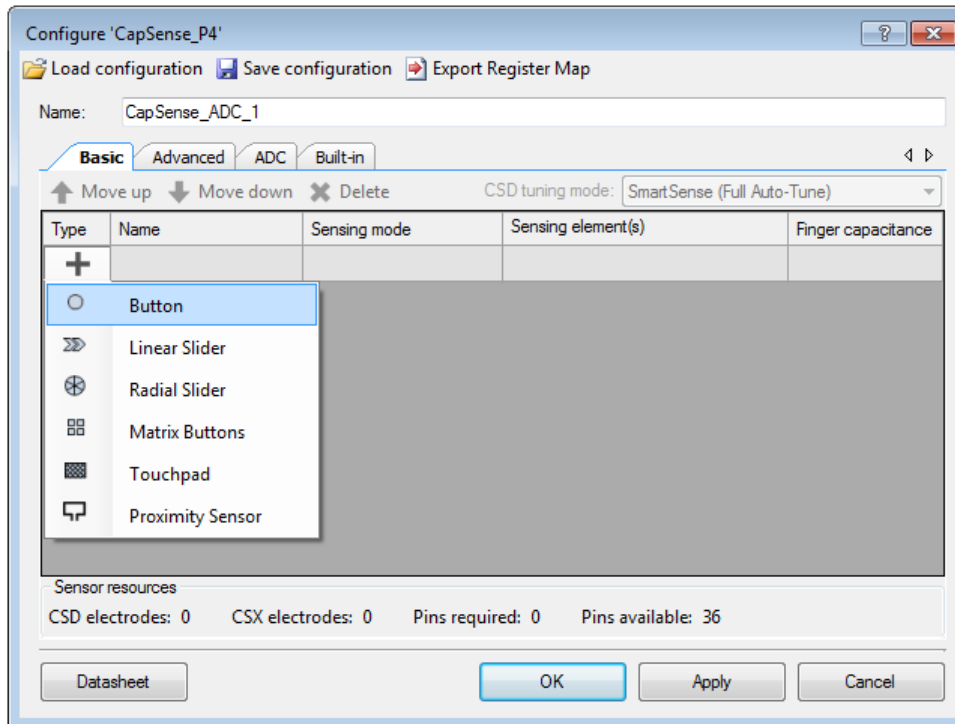 Configure 'CapSense_P4'
Load configuration Save configuration Export Register Map
Name: CapSense_ADC_1
Basic Advanced ADC Built-in
Move up Move down Delete CSD tuning mode: SmartSense (Full Auto-Tune)
Type Name Sensing mode Sensing element(s) Finger capacitance
Button
Linear Slider
Radial Slider
Matrix Buttons
Touchpad
Proximity Sensor
Sensor resources
CSD electrodes: 0 CSX electrodes: 0 Pins required: 0 Pins available: 36
Datasheet OK Apply Cancel